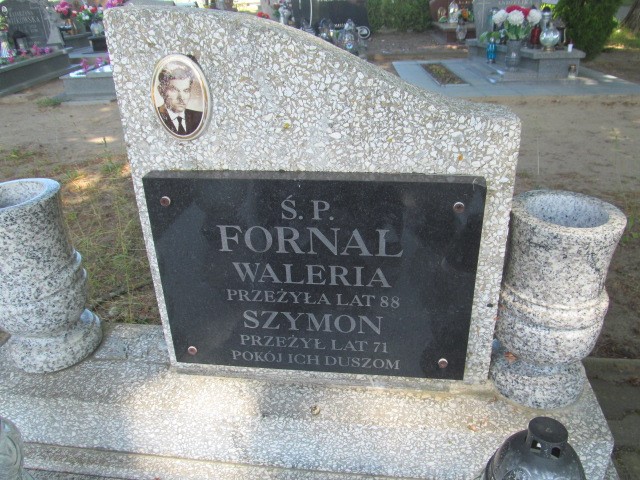 Ś. P.
FORNAL
WALERIA
PRZEŻYŁA LAT 88
SZYMON
PRZEŻYŁ LAT 71
POKÓJ ICH DUSZOM